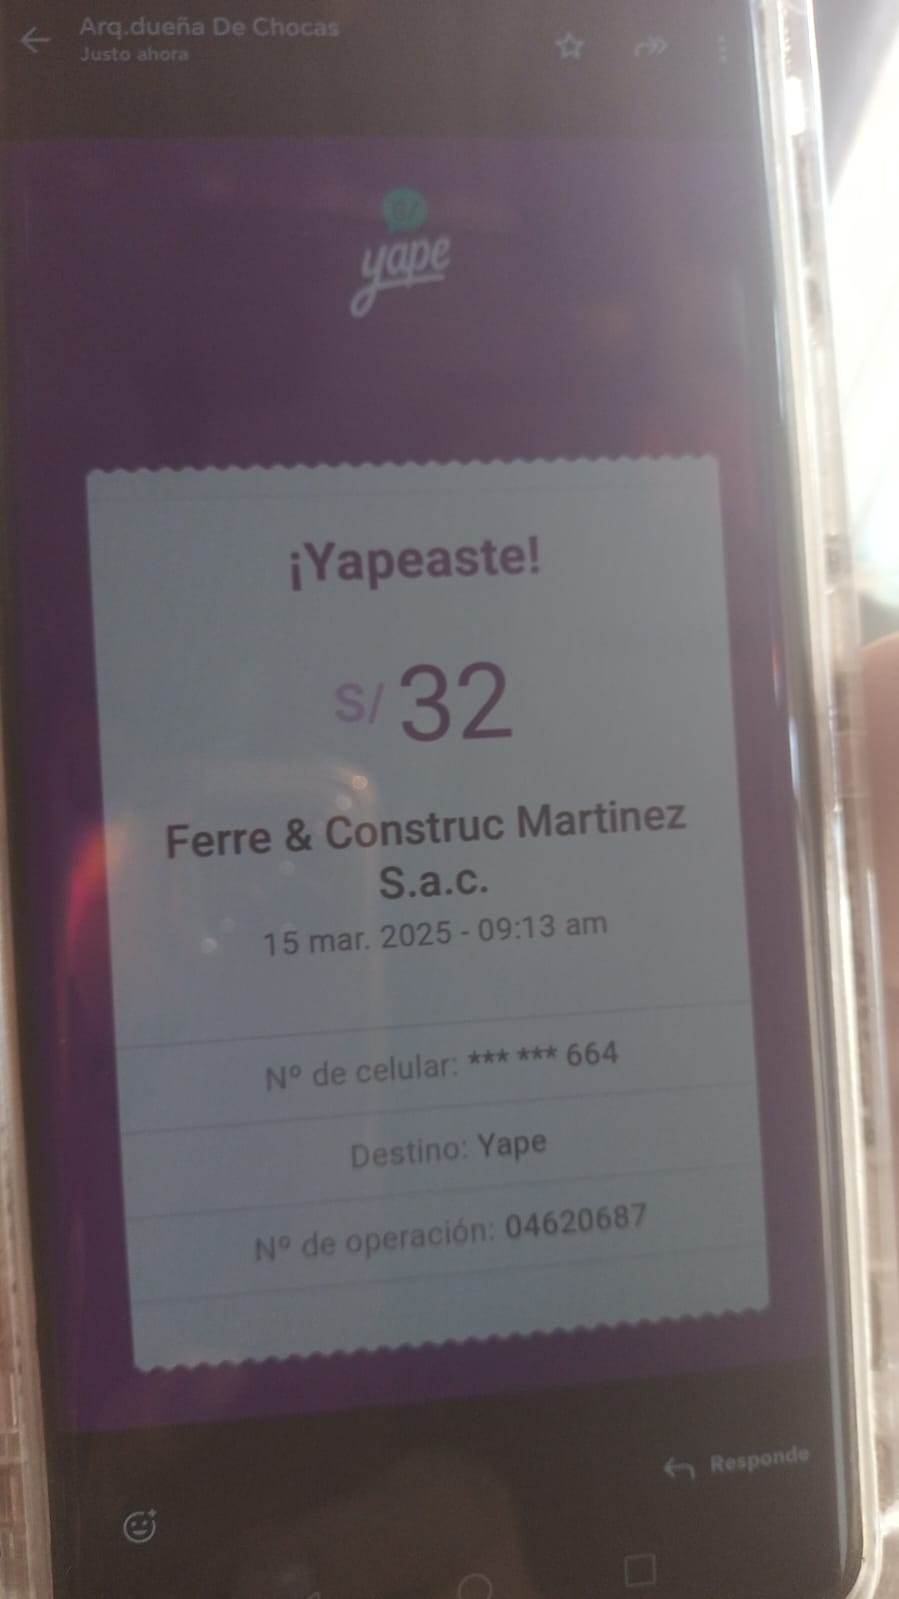 Arq.dueña De Chocas
Justo ahora
S/
yape
¡Yapeaste!
S/ 32
Ferre & Construc Martinez
S.a.c.
15 mar. 2025 - 09:13 am
Nº de celular: *** *** 664
Destino: Yape
Nº de operación: 04620687
Responde